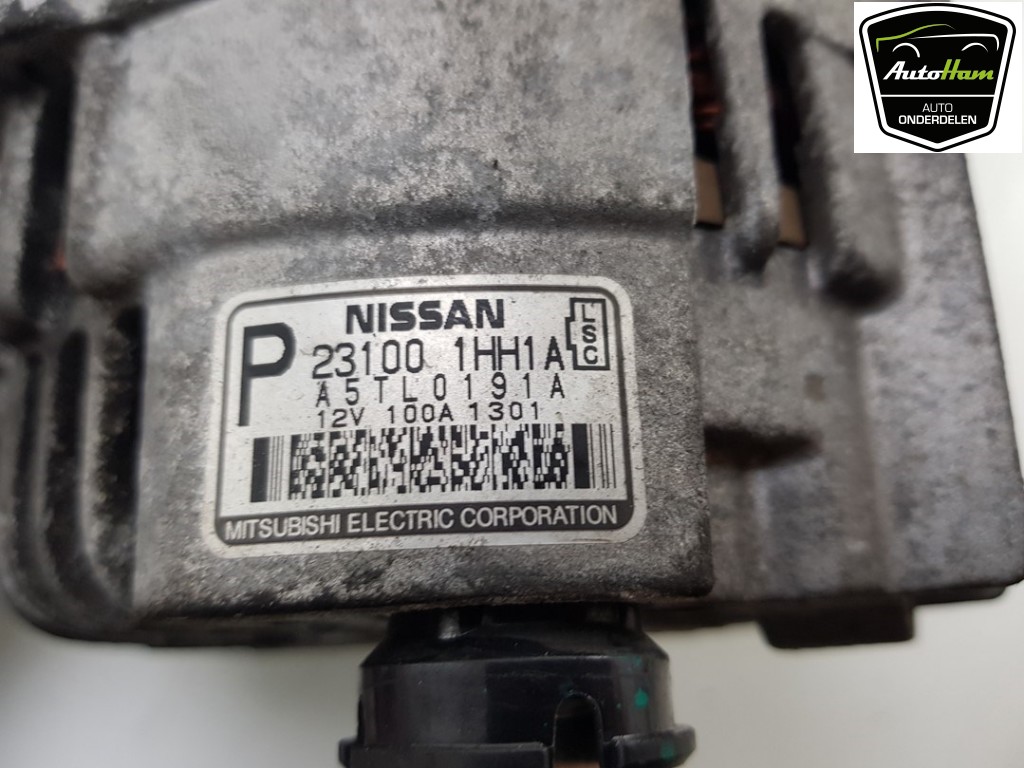 AutoHam
AUTO
ONDERDELEN
NISSAN
P
23100 1HH1A
LSC
A5TL0191A
12V 100A 1301
MITSUBISHI ELECTRIC CORPORATION